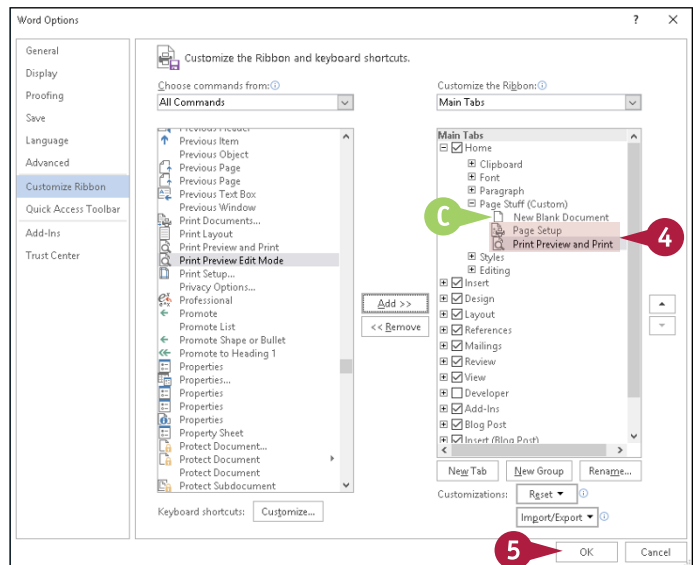 Word Options
? ×
General
Display
Proofing
Save
Language
Advanced
Customize Ribbon
Quick Access Toolbar
Add-Ins
Trust Center
Customize the Ribbon and keyboard shortcuts.
Choose commands from:
All Commands
Previous Header
Previous Item
Previous Object
Previous Page
Previous Page
Previous Text Box
Previous Window
Print Documents...
Print Layout
Print Preview and Print
Print Preview Edit Mode
Print Setup...
Privacy Options...
Professional
Promote
Promote List
Promote Shape or Bullet
Promote to Heading 1
Properties
Properties...
Properties
Properties
Properties
Property Sheet
Protect Document...
Protect Document
Protect Document
Protect Subdocument
Keyboard shortcuts: Customize...
Add >>
<< Remove
Customize the Ribbon:
Main Tabs
Main Tabs
Home
Clipboard
Font
Paragraph
Page Stuff (Custom)
C
New Blank Document
Page Setup
Print Preview and Print
4
Styles
Editing
Insert
Design
Layout
References
Mailings
Review
View
Developer
Add-Ins
Blog Post
Insert (Blog Post)
New Tab New Group Rename...
Customizations: Reset
Import/Export
5
OK Cancel